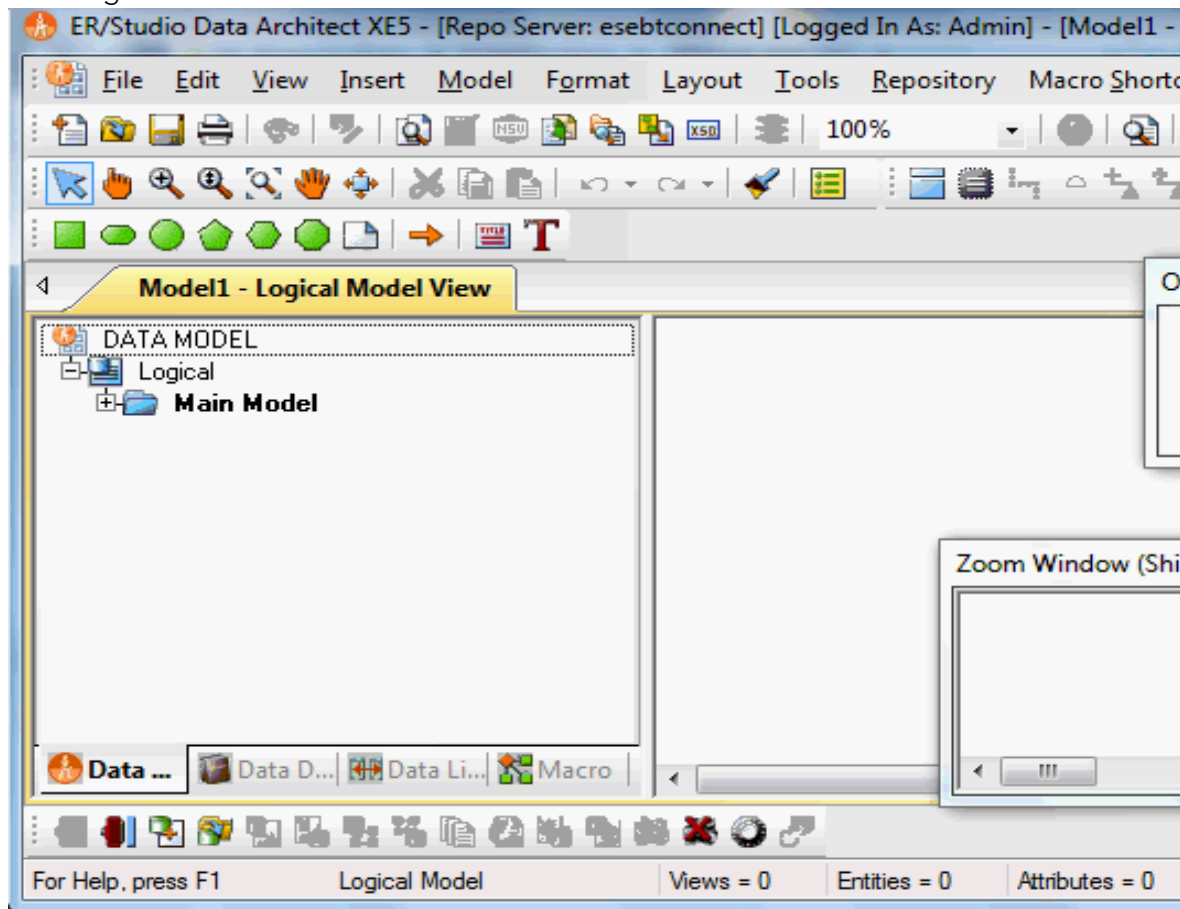 ER/Studio Data Architect XE5 - [Repo Server: esebtconnect] [Logged In As: Admin] - [Model1 -
File Edit View Insert Model Format Layout Tools Repository Macro Shortc
NSU XSD 100%
TITLE T
Model1 - Logical Model View
O
DATA MODEL
Logical
Main Model
Zoom Window (Shi
Data ... Data D... Data Li... Macro
For Help, press F1 Logical Model Views = 0 Entities = 0 Attributes = 0